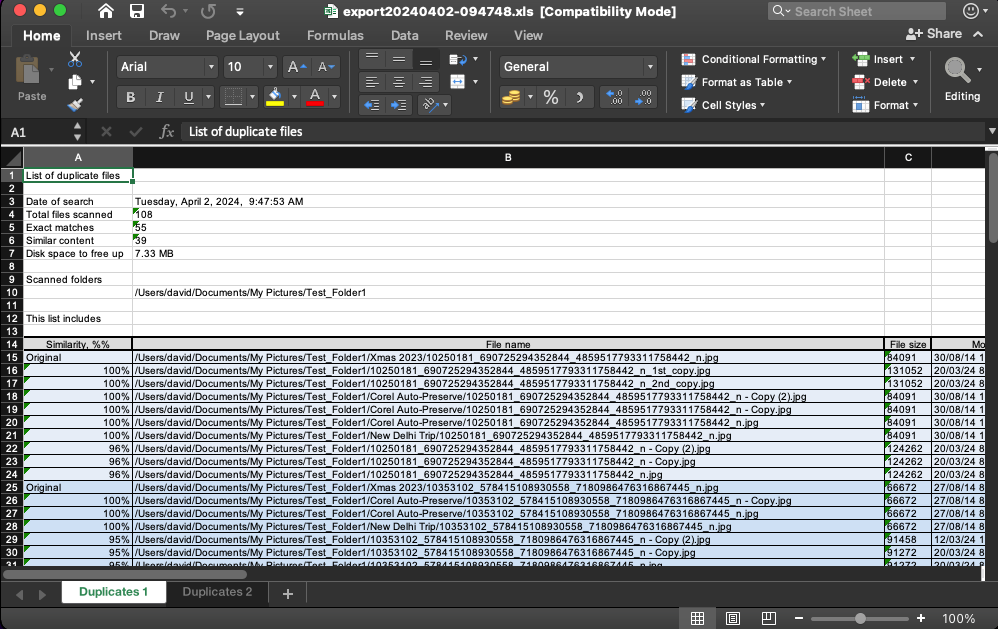 export20240402-094748.xls [Compatibility Mode]
Search Sheet
Home Insert Draw Page Layout Formulas Data Review View
Share
Paste
Arial 10 A A
B I U A
General
%
Conditional Formatting
Format as Table
Cell Styles
Insert
Delete
Format
Editing
A1 fx List of duplicate files
A B C
1 List of duplicate files
2
3 Date of search Tuesday, April 2, 2024, 9:47:53 AM
4 Total files scanned 108
5 Exact matches 55
6 Similar content 39
7 Disk space to free up 7.33 MB
8
9 Scanned folders
10 /Users/david/Documents/My Pictures/Test_Folder1
11
12 This list includes
13
14 Similarity, %% File name File size Mo
15 Original /Users/david/Documents/My Pictures/Test_Folder1/Xmas 2023/10250181_690725294352844_4859517793311758442_n.jpg 84091 30/08/14 1
16 100% /Users/david/Documents/My Pictures/Test_Folder1/10250181_690725294352844_4859517793311758442_n_1st_copy.jpg 131052 20/03/24 8
17 100% /Users/david/Documents/My Pictures/Test_Folder1/10250181_690725294352844_4859517793311758442_n_2nd_copy.jpg 131052 20/03/24 8
18 100% /Users/david/Documents/My Pictures/Test_Folder1/Corel Auto-Preserve/10250181_690725294352844_4859517793311758442_n - Copy (2).jpg 84091 30/08/14 1
19 100% /Users/david/Documents/My Pictures/Test_Folder1/Corel Auto-Preserve/10250181_690725294352844_4859517793311758442_n - Copy.jpg 84091 30/08/14 1
20 100% /Users/david/Documents/My Pictures/Test_Folder1/Corel Auto-Preserve/10250181_690725294352844_4859517793311758442_n.jpg 84091 30/08/14 1
21 100% /Users/david/Documents/My Pictures/Test_Folder1/New Delhi Trip/10250181_690725294352844_4859517793311758442_n.jpg 84091 30/08/14 1
22 96% /Users/david/Documents/My Pictures/Test_Folder1/10250181_690725294352844_4859517793311758442_n - Copy (2).jpg 124262 20/03/24 8
23 96% /Users/david/Documents/My Pictures/Test_Folder1/10250181_690725294352844_4859517793311758442_n - Copy.jpg 124262 20/03/24 8
24 96% /Users/david/Documents/My Pictures/Test_Folder1/10250181_690725294352844_4859517793311758442_n.jpg 124262 20/03/24 8
25 Original /Users/david/Documents/My Pictures/Test_Folder1/Xmas 2023/10353102_578415108930558_7180986476316867445_n.jpg 66672 27/08/14 8
26 100% /Users/david/Documents/My Pictures/Test_Folder1/Corel Auto-Preserve/10353102_578415108930558_7180986476316867445_n - Copy.jpg 66672 27/08/14 8
27 100% /Users/david/Documents/My Pictures/Test_Folder1/Corel Auto-Preserve/10353102_578415108930558_7180986476316867445_n.jpg 66672 27/08/14 8
28 100% /Users/david/Documents/My Pictures/Test_Folder1/New Delhi Trip/10353102_578415108930558_7180986476316867445_n.jpg 66672 27/08/14 8
29 95% /Users/david/Documents/My Pictures/Test_Folder1/10353102_578415108930558_7180986476316867445_n - Copy (2).jpg 91458 12/03/24 1
30 95% /Users/david/Documents/My Pictures/Test_Folder1/10353102_578415108930558_7180986476316867445_n - Copy.jpg 91272 20/03/24 8
31 95% /Users/david/Documents/My Pictures/Test_Folder1/10353102_578415108930558_7180986476316867445_n.jpg 91272 20/03/24 8
Duplicates 1 Duplicates 2 +
100%